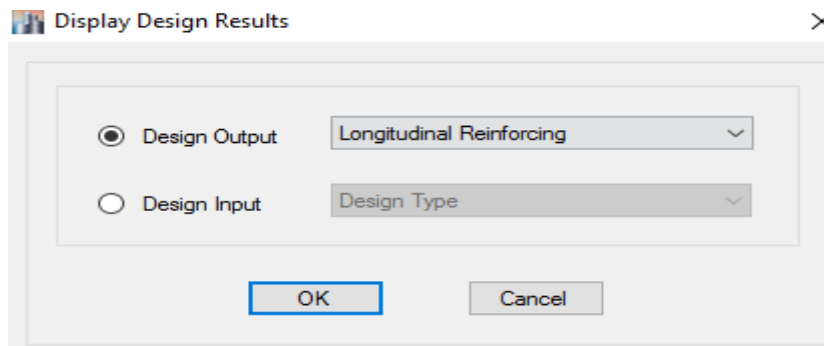 Display Design Results
Design Output Longitudinal Reinforcing
Design Input Design Type
OK Cancel